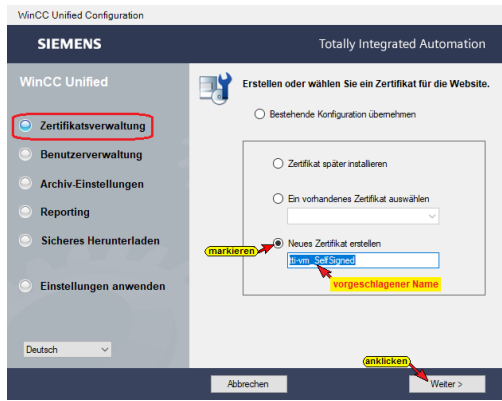 WinCC Unified Configuration
SIEMENS
Totally Integrated Automation
WinCC Unified
Zertifikatsverwaltung
Benutzerverwaltung
Archiv-Einstellungen
Reporting
Sicheres Herunterladen
Einstellungen anwenden
Deutsch
Erstellen oder wählen Sie ein Zertifikat für die Website.
Bestehende Konfiguration übernehmen
Zertifikat später installieren
Ein vorhandenes Zertifikat auswählen
markieren
Neues Zertifikat erstellen
tti-vm_SelfSigned
vorgeschlagener Name
anklicken
Abbrechen
Weiter >